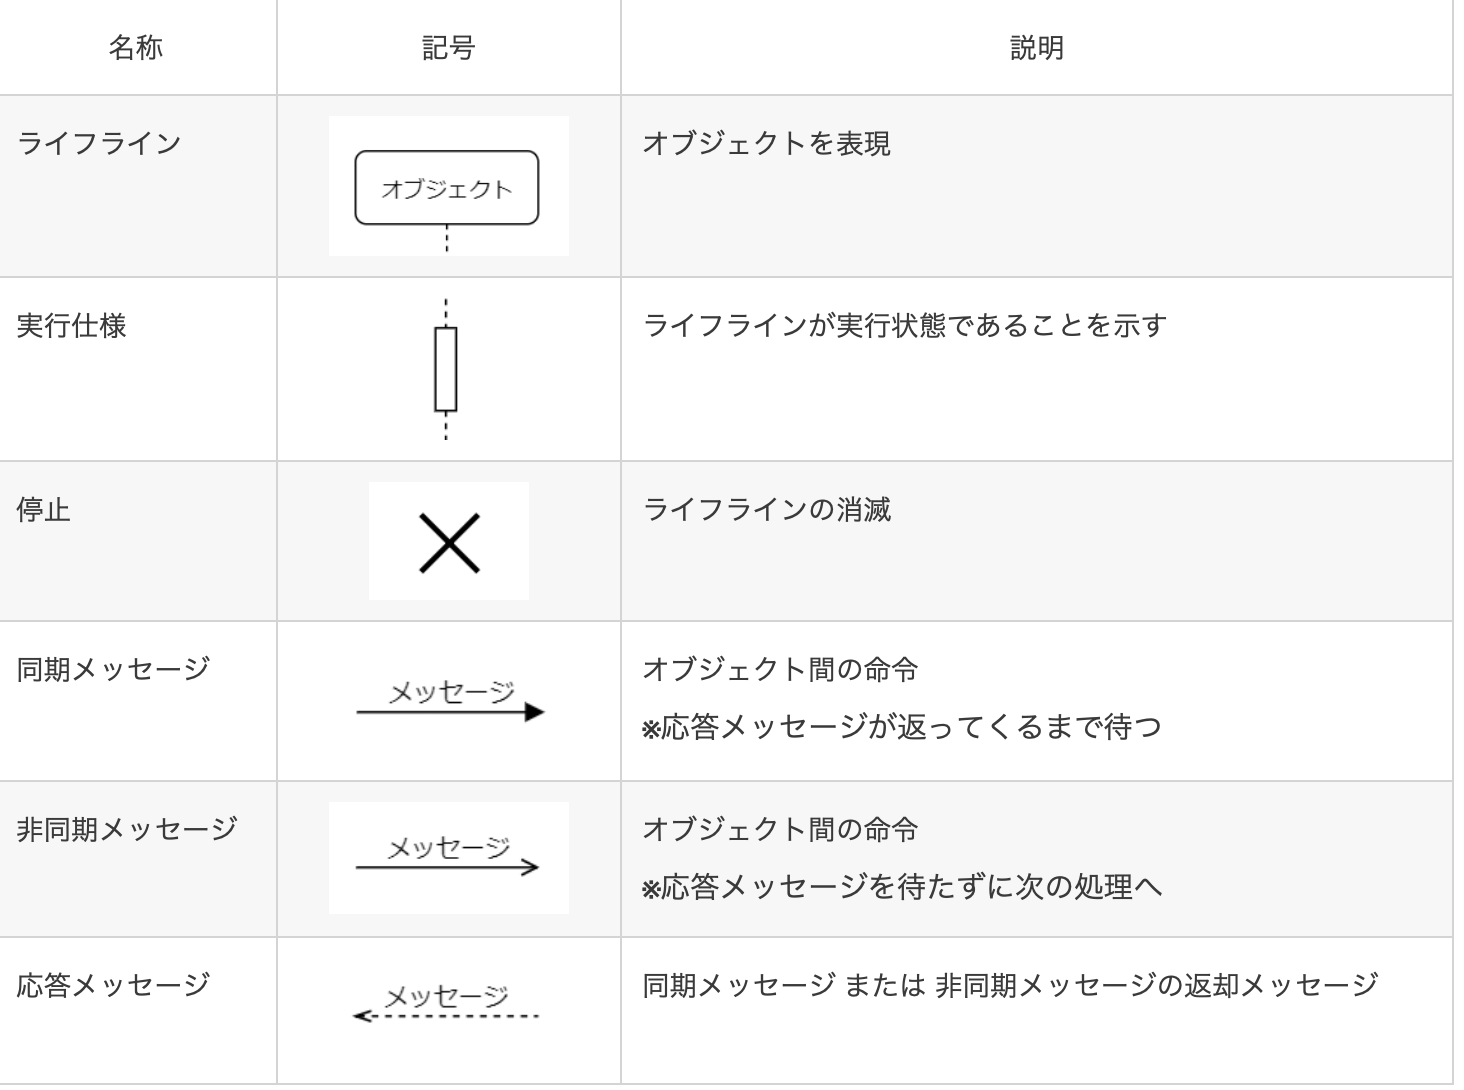 名称 記号 説明
ライフライン
オブジェクト
オブジェクトを表現
実行仕様
ライフラインが実行状態であることを示す
停止
ライフラインの消滅
同期メッセージ
メッセージ
オブジェクト間の命令
※応答メッセージが返ってくるまで待つ
非同期メッセージ
メッセージ
オブジェクト間の命令
※応答メッセージを待たずに次の処理へ
応答メッセージ
メッセージ
同期メッセージ または 非同期メッセージの返却メッセージ